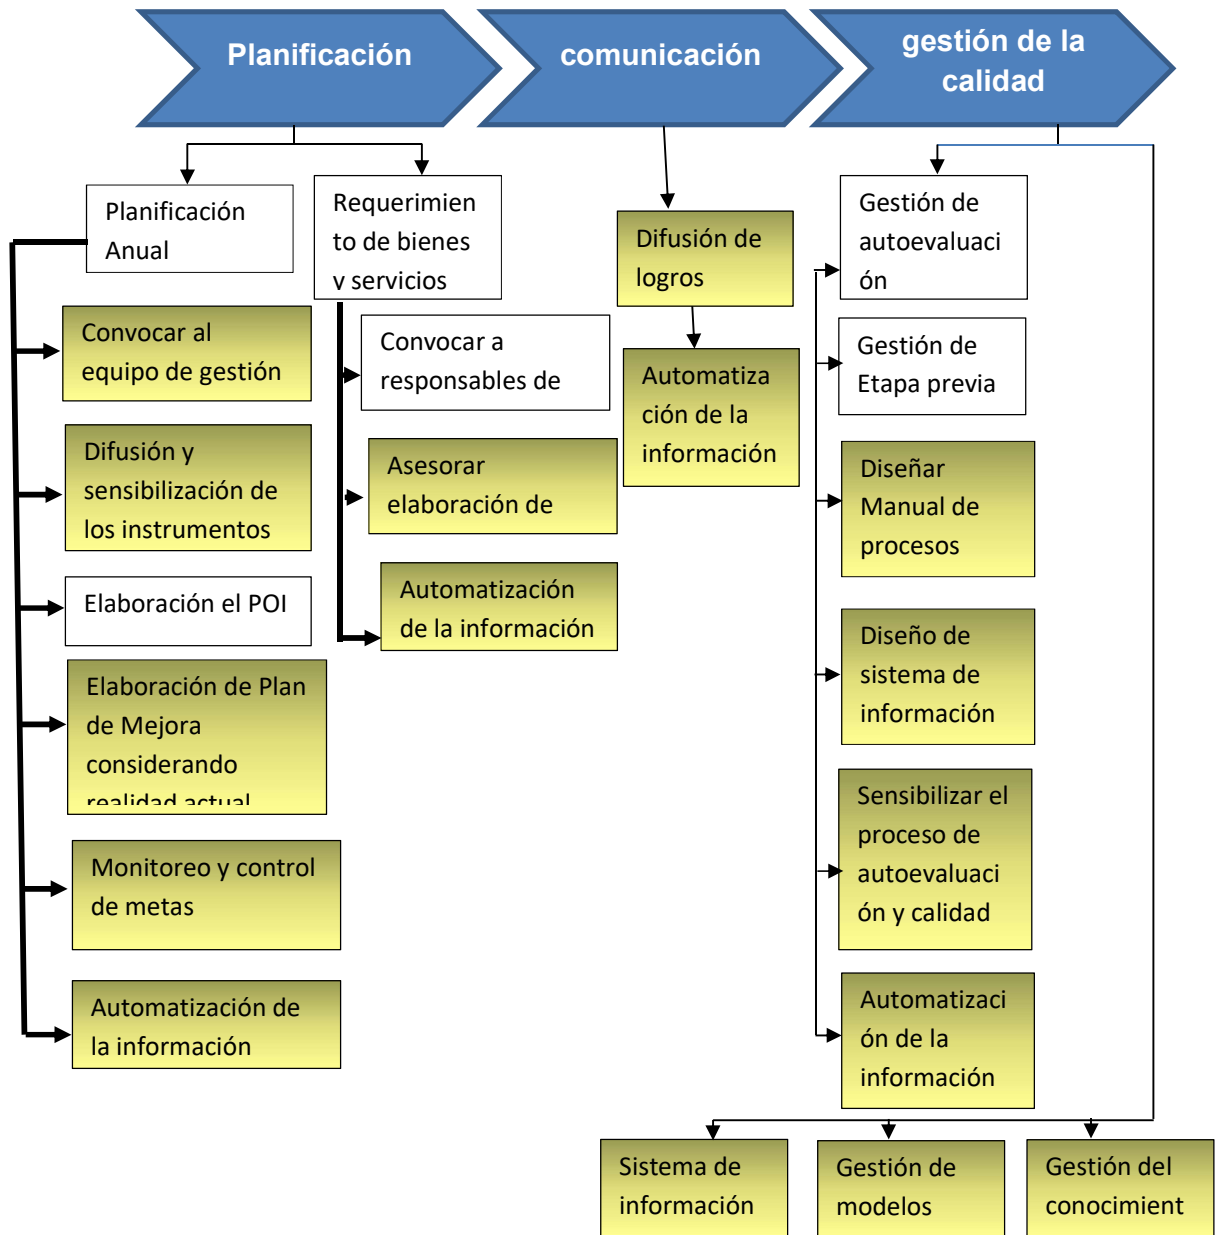 Planificación
comunicación
gestión de la
calidad
Planificación
Anual
Convocar al
equipo de gestión
Difusión y
sensibilización de
los instrumentos
Elaboración el POI
Elaboración de Plan
de Mejora
considerando
realidad actual
Monitoreo y control
de metas
Automatización de
la información
Requerimien
to de bienes
y servicios
Convocar a
responsables de
Asesorar
elaboración de
Automatización
de la información
Difusión de
logros
Automatiza
ción de la
información
Gestión de
autoevaluaci
ón
Gestión de
Etapa previa
Diseñar
Manual de
procesos
Diseño de
sistema de
información
Sensibilizar el
proceso de
autoevaluaci
ón y calidad
Automatizaci
ón de la
información
Sistema de
información
Gestión de
modelos
Gestión del
conocimient